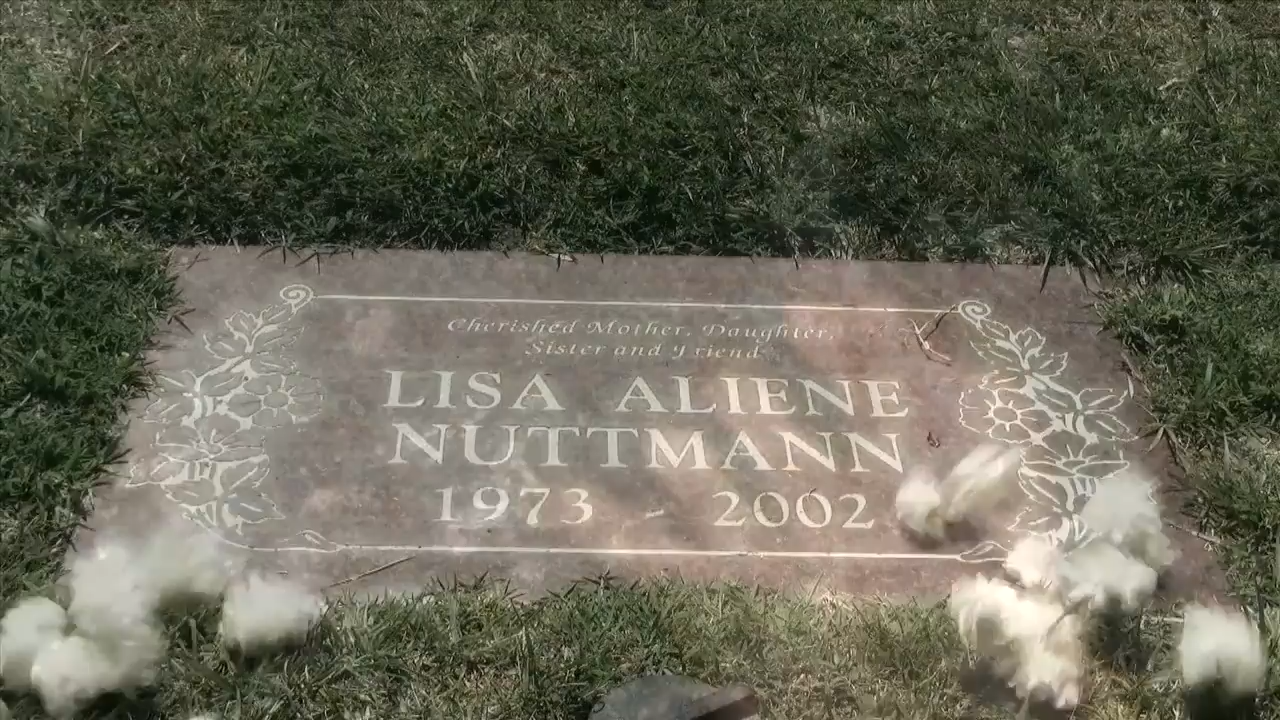 Cherished Mother, Daughter,
Sister and Friend
LISA ALIENE
NUTTMANN
1973 - 2002